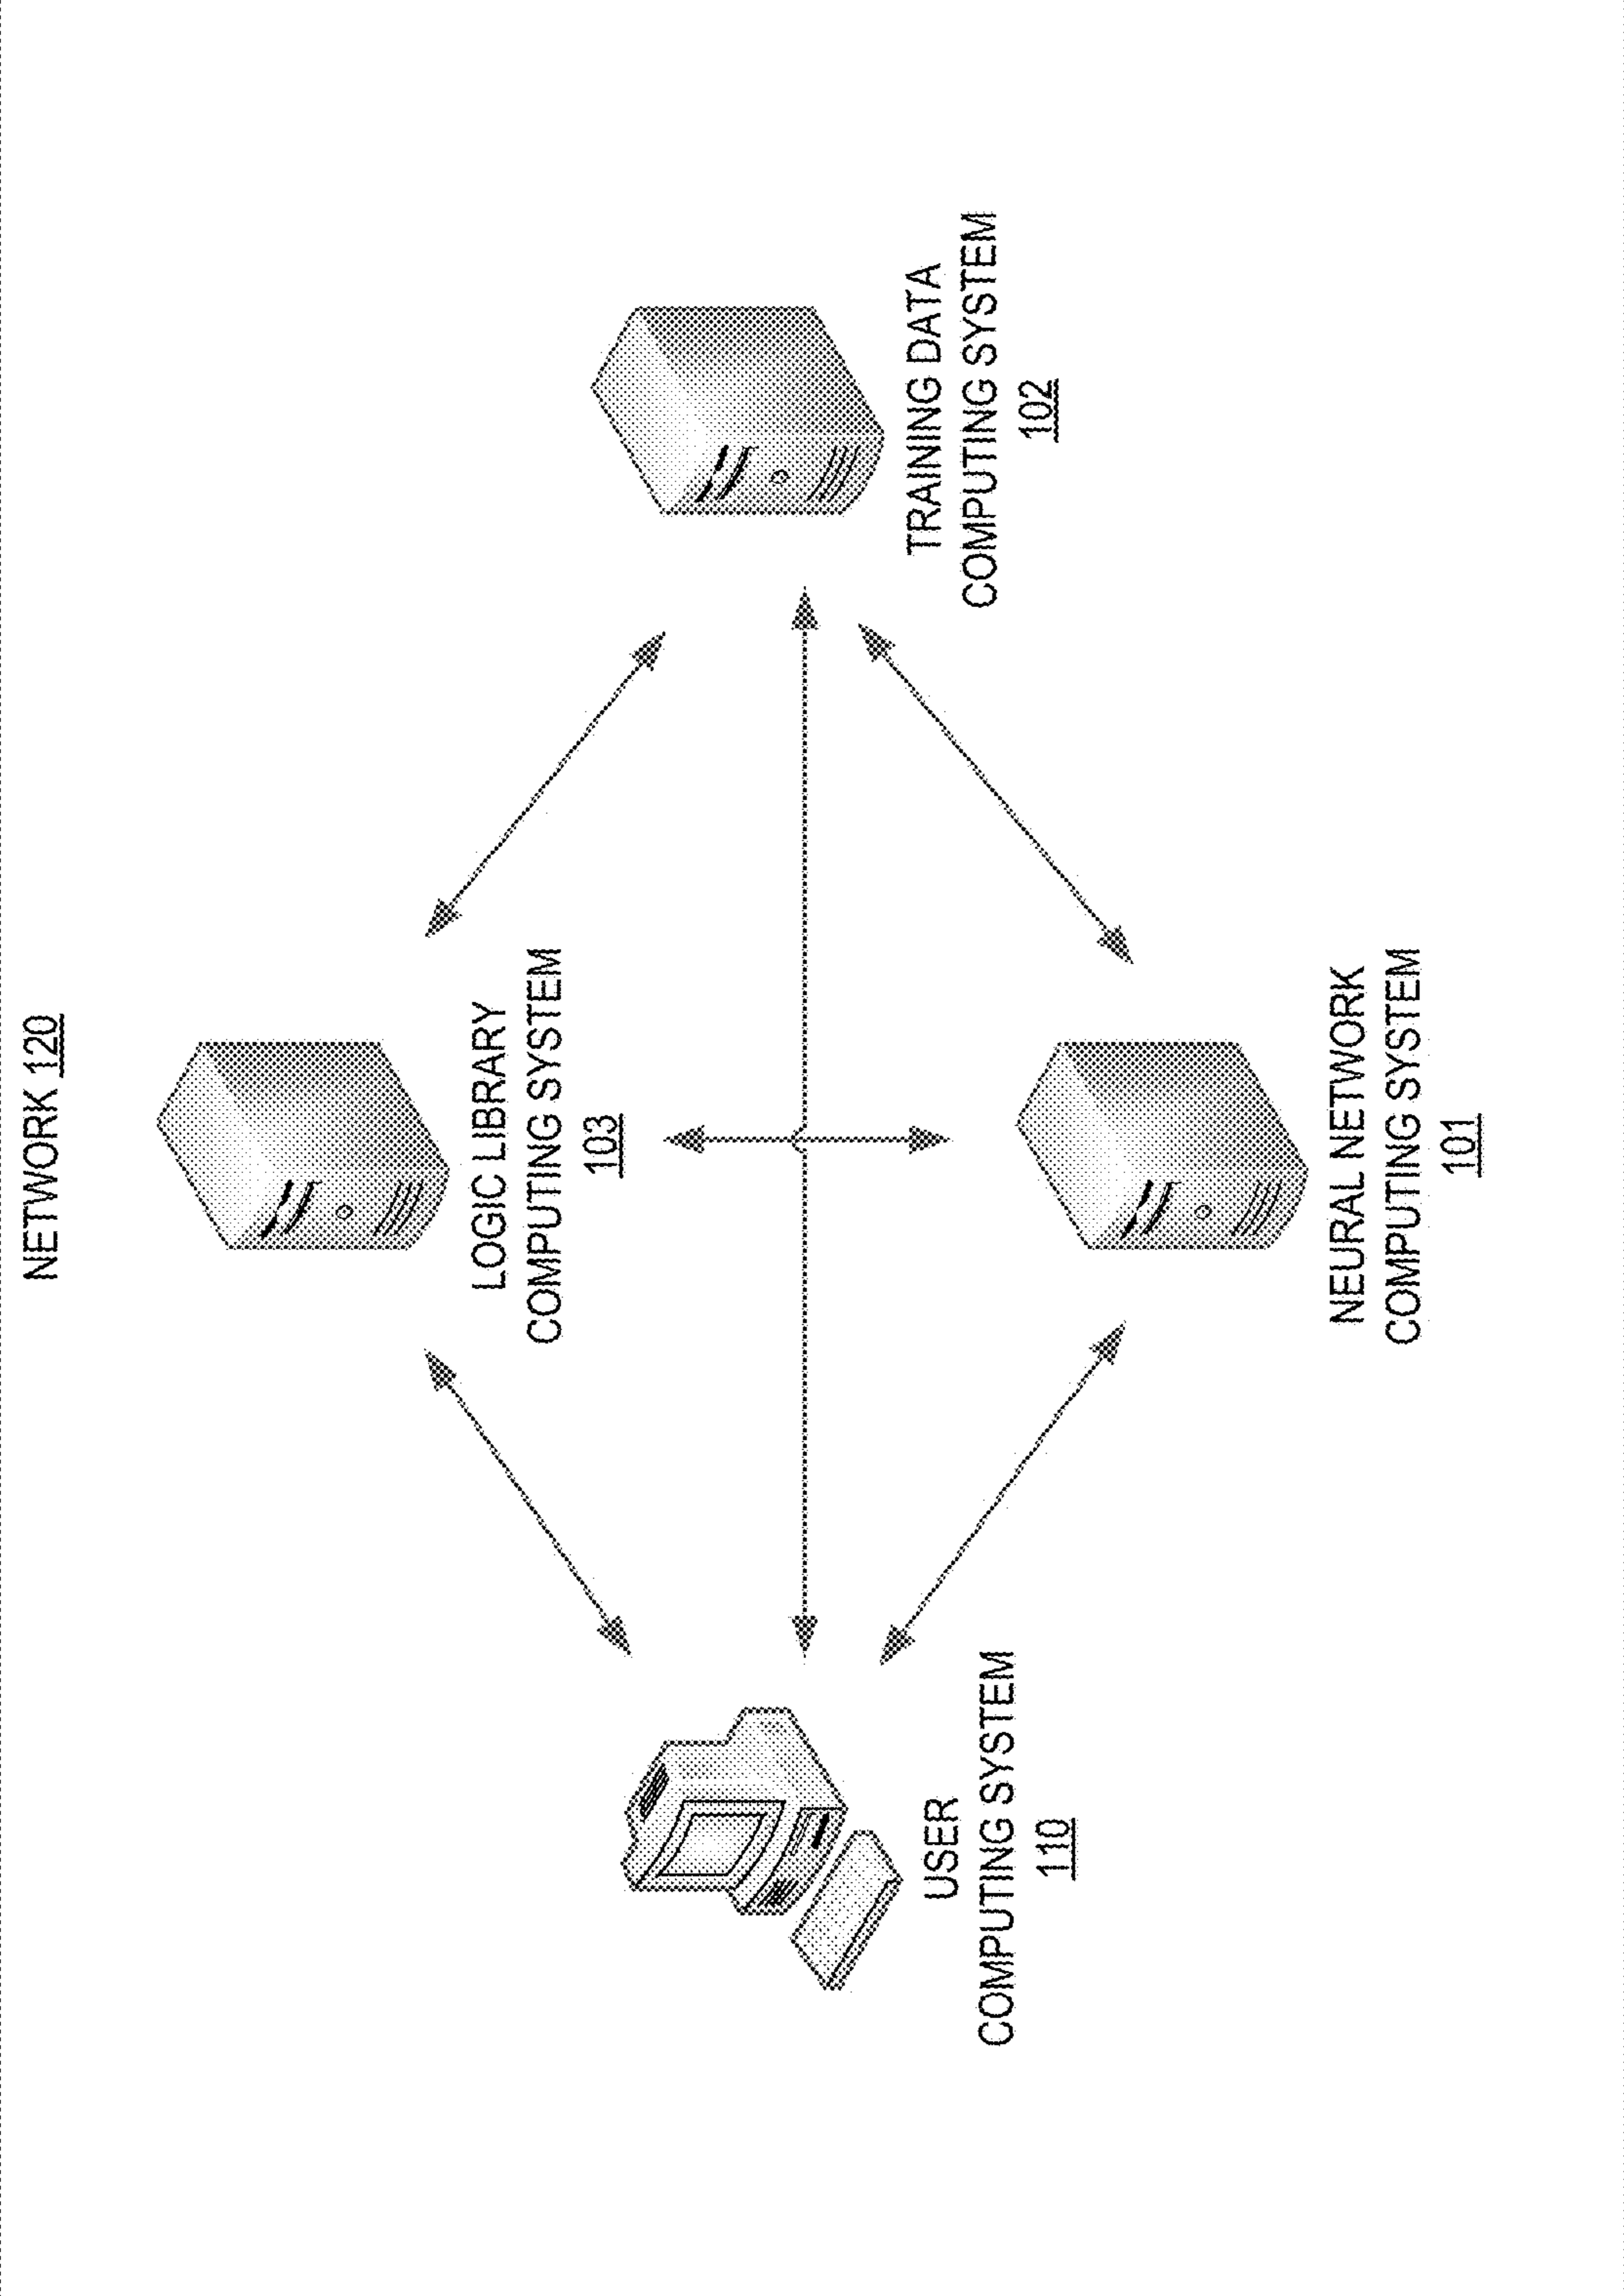 NETWORK 120
LOGIC LIBRARY
COMPUTING SYSTEM
103
USER
COMPUTING SYSTEM
110
TRAINING DATA
COMPUTING SYSTEM
102
NEURAL NETWORK
COMPUTING SYSTEM
101